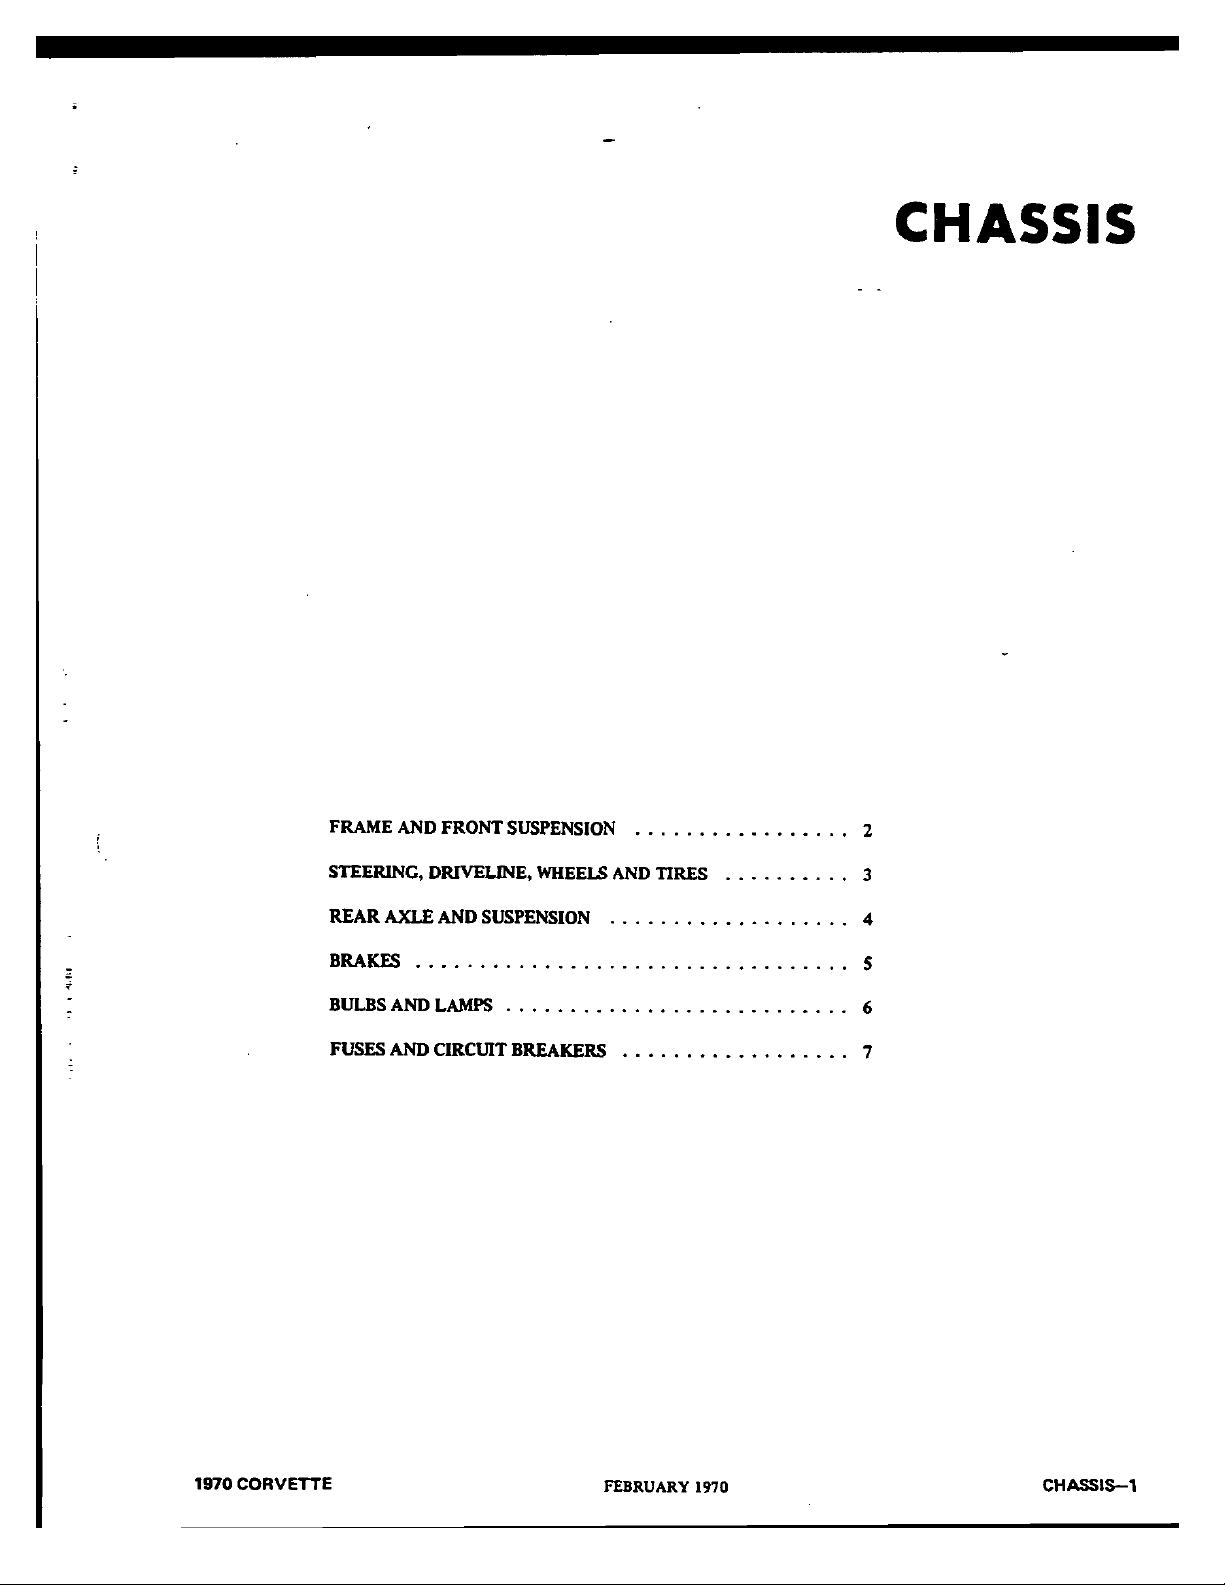 CHASSIS
FRAME AND FRONT SUSPENSION ................. 2
STEERING, DRIVELINE, WHEELS AND TIRES .......... 3
REAR AXLE AND SUSPENSION ................... 4
BRAKES .................................. 5
BULBS AND LAMPS ........................... 6
FUSES AND CIRCUIT BREAKERS .................. 7
1970 CORVETTE FEBRUARY 1970 CHASSIS—1